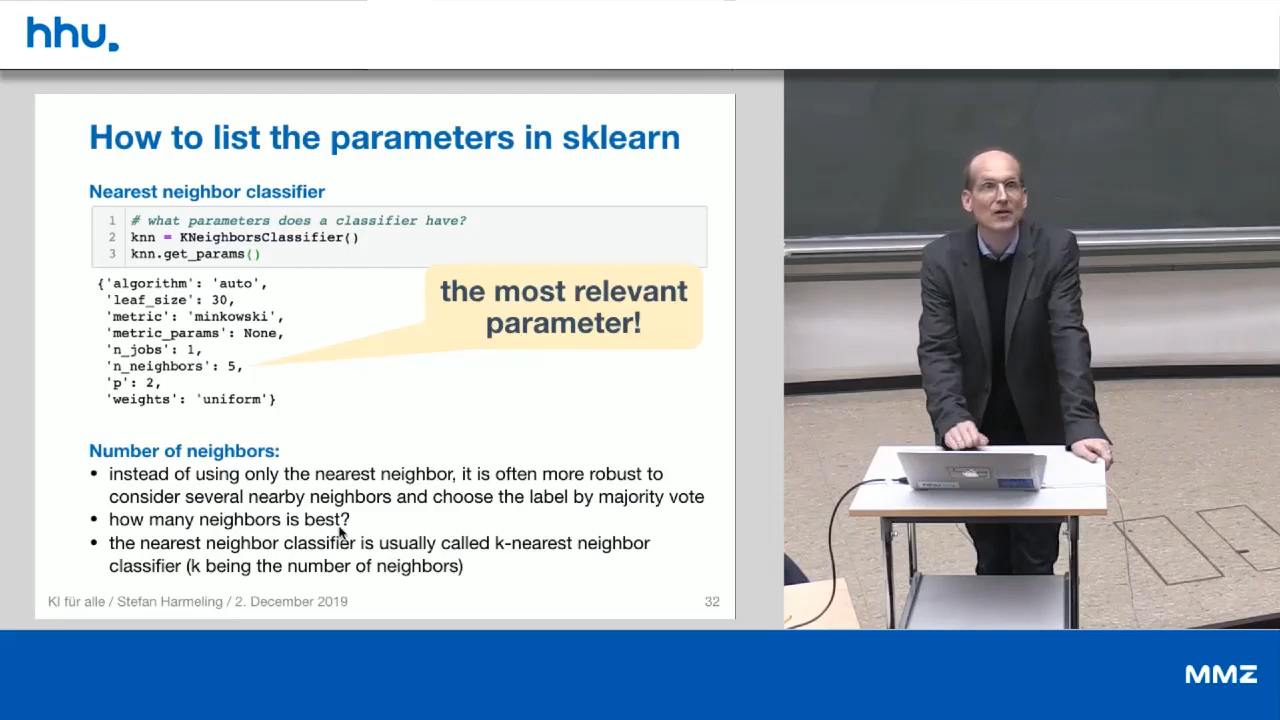 hhu.
How to list the parameters in sklearn
Nearest neighbor classifier
1 # what parameters does a classifier have?
2 knn = KNeighborsClassifier()
3 knn.get_params()
{'algorithm': 'auto',
'leaf_size': 30,
'metric': 'minkowski',
'metric_params': None,
'n_jobs': 1,
'n_neighbors': 5,
'p': 2,
'weights': 'uniform'}
the most relevant
parameter!
Number of neighbors:
• instead of using only the nearest neighbor, it is often more robust to
consider several nearby neighbors and choose the label by majority vote
• how many neighbors is best?
• the nearest neighbor classifier is usually called k-nearest neighbor
classifier (k being the number of neighbors)
KI für alle / Stefan Harmeling / 2. December 2019
32
hhu
MMZ